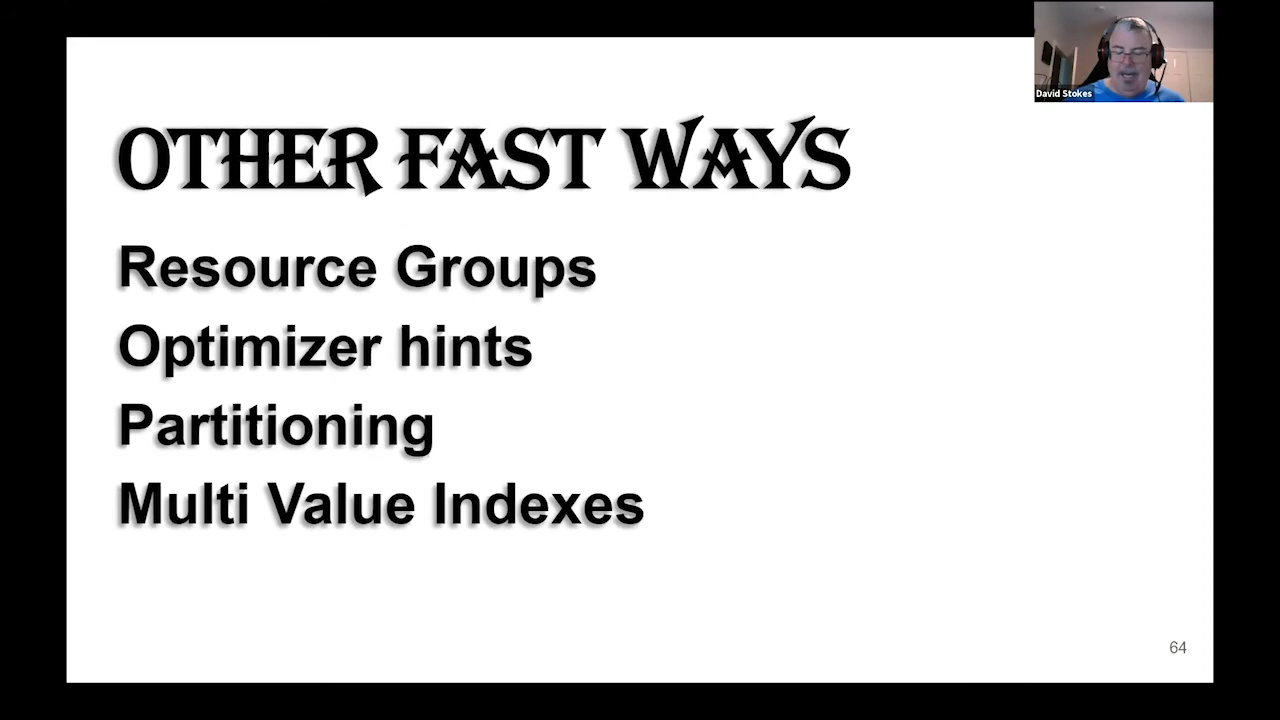 David Stokes
OTHER FAST WAYS
Resource Groups
Optimizer hints
Partitioning
Multi Value Indexes
64